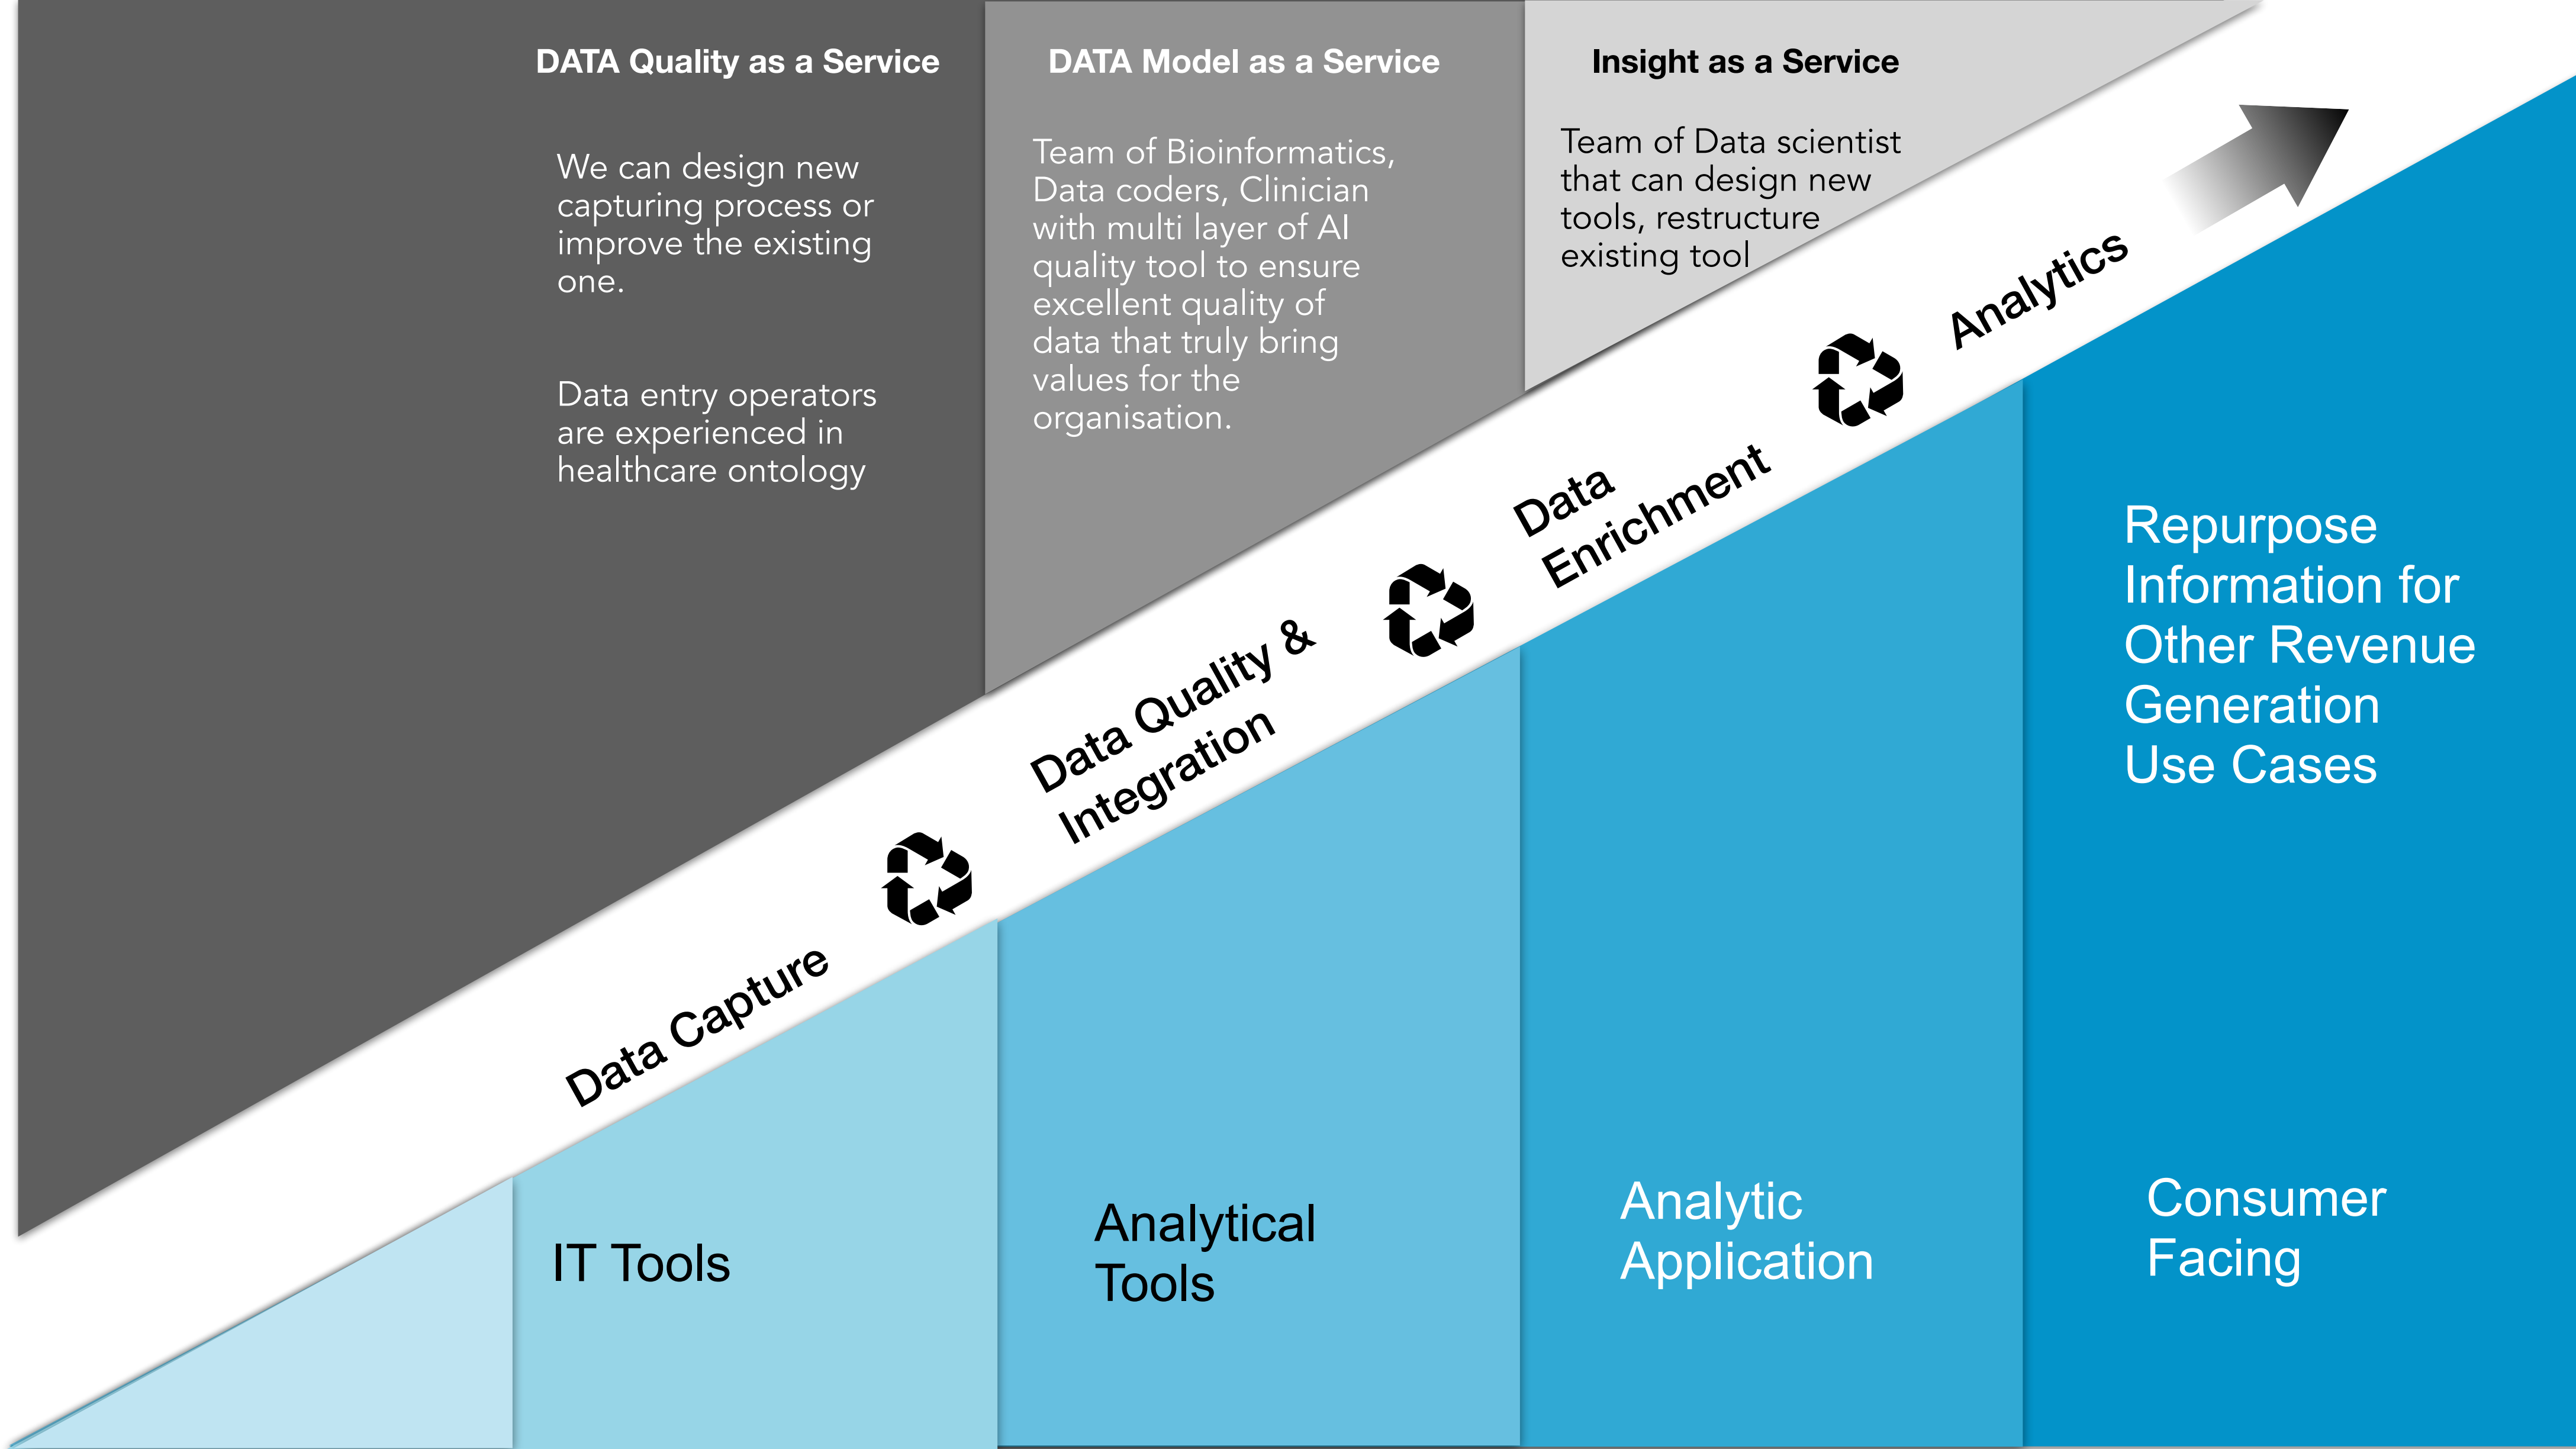 DATA Quality as a Service
We can design new
capturing process or
improve the existing
one.
Data entry operators
are experienced in
healthcare ontology
DATA Model as a Service
Team of Bioinformatics,
Data coders, Clinician
with multi layer of AI
quality tool to ensure
excellent quality of
data that truly bring
values for the
organisation.
Insight as a Service
Team of Data scientist
that can design new
tools, restructure
existing tool
Data Capture
Data Quality &
Integration
Data
Enrichment
Analytics
Repurpose
Information for
Other Revenue
Generation
Use Cases
IT Tools
Analytical
Tools
Analytic
Application
Consumer
Facing